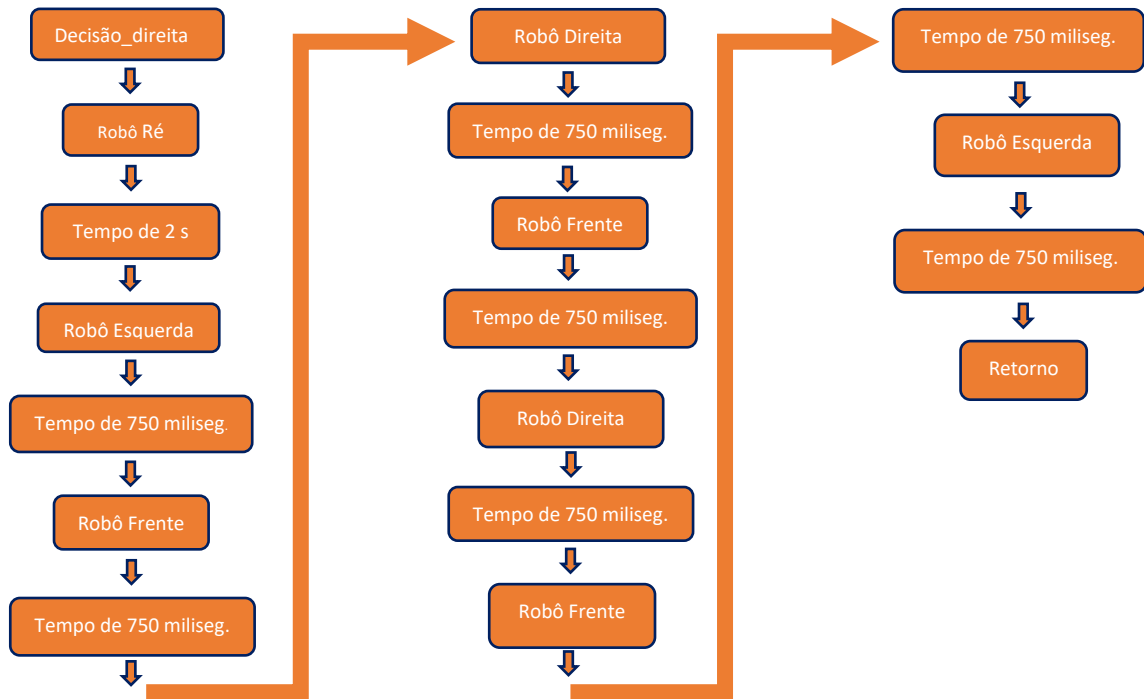 Decisão_direita
Robô Ré
Tempo de 2 s
Robô Esquerda
Tempo de 750 miliseg.
Robô Frente
Tempo de 750 miliseg.
Robô Direita
Tempo de 750 miliseg.
Robô Frente
Tempo de 750 miliseg.
Robô Direita
Tempo de 750 miliseg.
Robô Frente
Tempo de 750 miliseg.
Robô Esquerda
Tempo de 750 miliseg.
Retorno